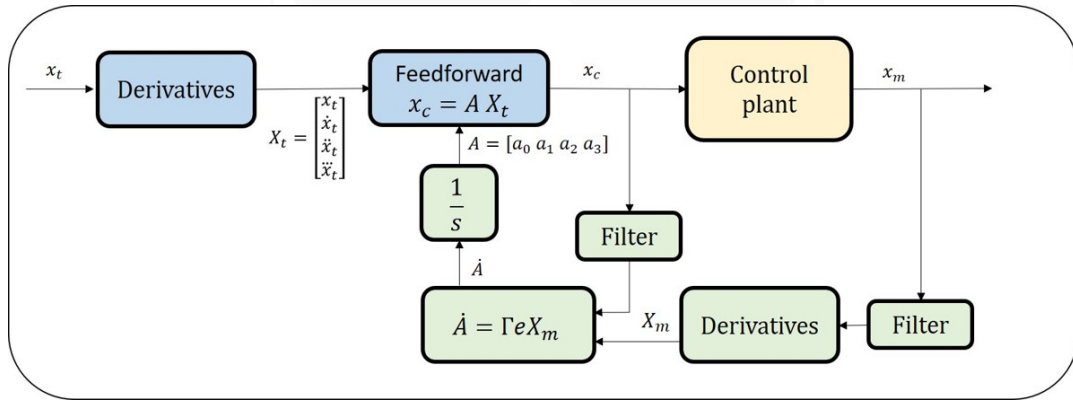 x_t
Derivatives
X_t = [x_t ẋ_t ẍ_t x⃛_t]
Feedforward
x_c = A X_t
x_c
Control
plant
x_m
A = [a_0 a_1 a_2 a_3]
1/s
Ȧ
Filter
Ȧ = ΓeX_m
X_m
Derivatives
Filter